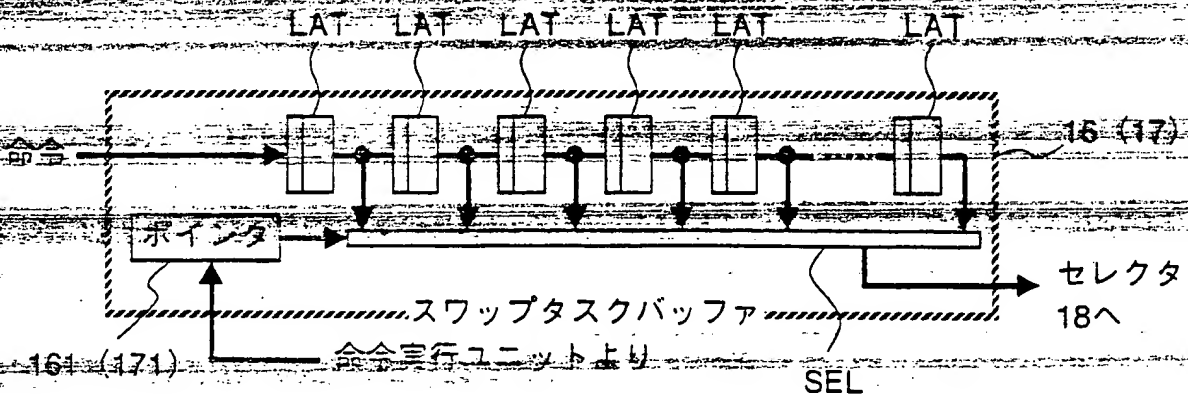 LAT LAT LAT LAT LAT LAT
命令
16 (17)
ポインタ
セレクタ
18へ
スワップタスクバッファ
161 (171)
命令実行ユニットより
SEL